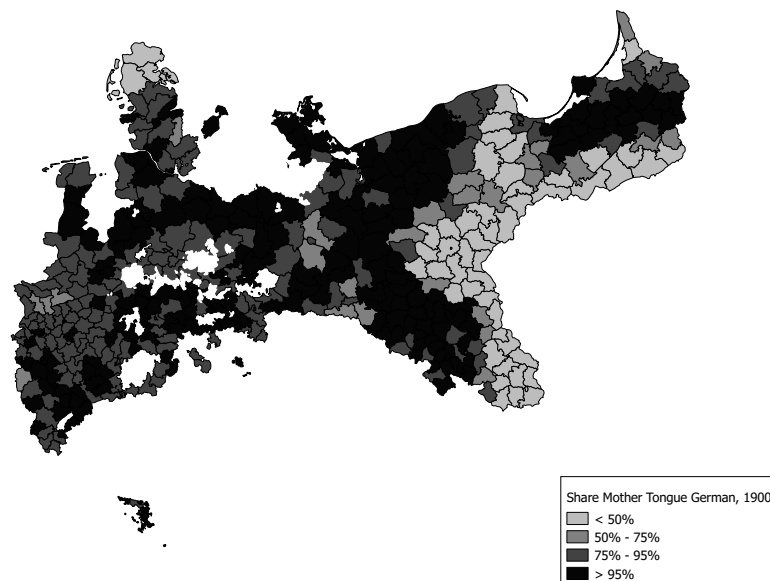 Share Mother Tongue German, 1900
< 50%
50% - 75%
75% - 95%
> 95%